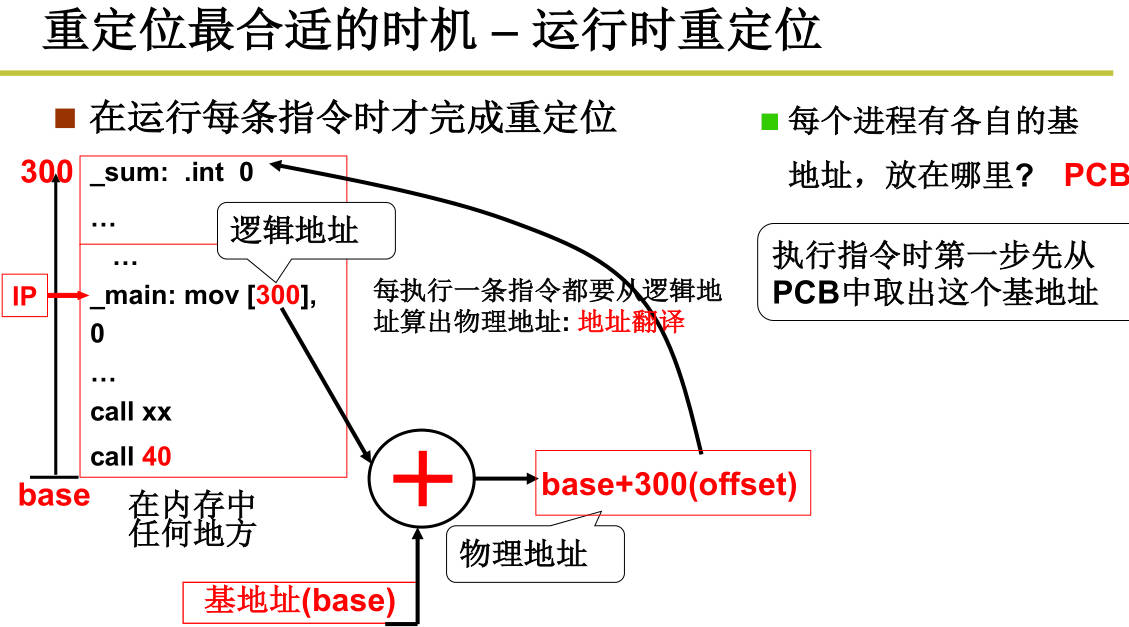 重定位最合适的时机 – 运行时重定位
在运行每条指令时才完成重定位
300
_sum: .int 0
…
逻辑地址
…
IP
_main: mov [300],
0
…
call xx
call 40
base
在内存中
任何地方
每执行一条指令都要从逻辑地
址算出物理地址: 地址翻译
+
base+300(offset)
物理地址
基地址(base)
每个进程有各自的基
地址，放在哪里? PCB
执行指令时第一步先从
PCB中取出这个基地址